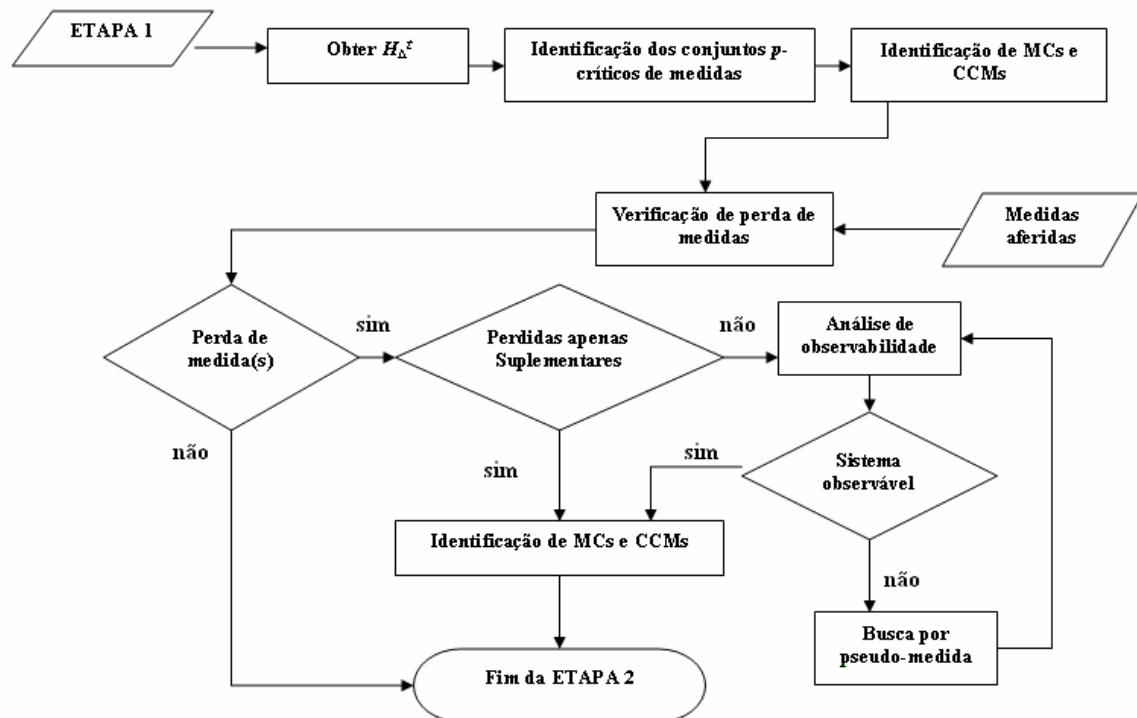 ETAPA 1
Obter H_Δ^t
Identificação dos conjuntos p-
críticos de medidas
Identificação de MCs e
CCMs
Verificação de perda de
medidas
Medidas
aferidas
Perda de
medida(s)
sim
Perdidas apenas
Suplementares
não
Análise de
observabilidade
não
sim
sim
Sistema
observável
Identificação de MCs e CCMs
não
Busca por
pseudo-medida
Fim da ETAPA 2